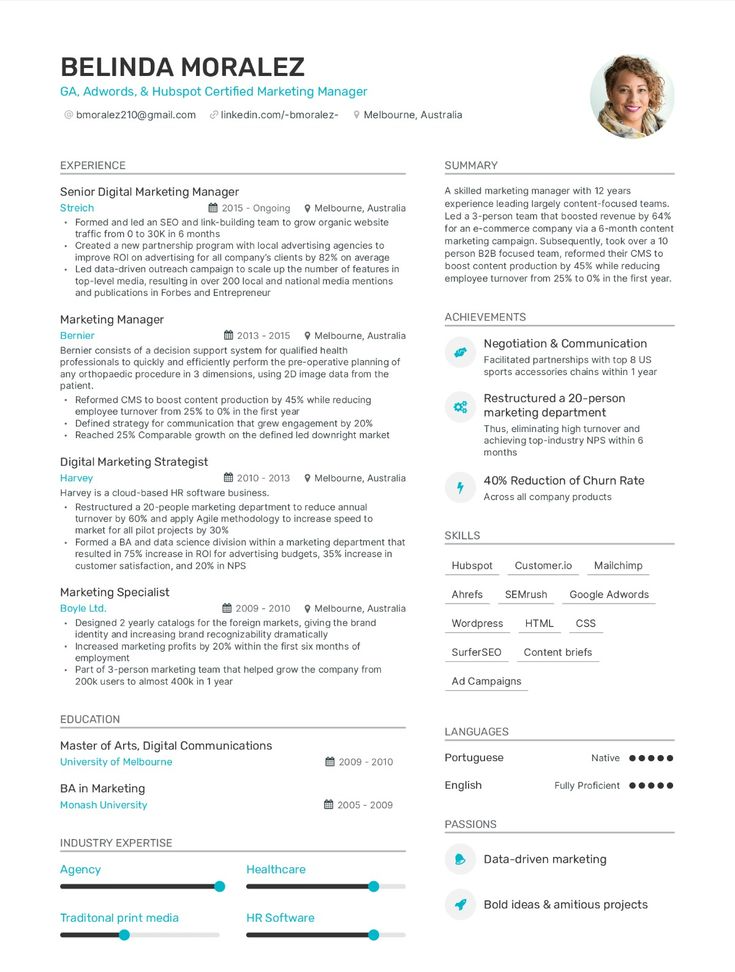 BELINDA MORALEZ
GA, Adwords, & Hubspot Certified Marketing Manager
bmoralez210@gmail.com linkedin.com/-bmoralez- Melbourne, Australia
EXPERIENCE
Senior Digital Marketing Manager
Streich 2015 - Ongoing Melbourne, Australia
• Formed and led an SEO and link-building team to grow organic website
traffic from 0 to 30K in 6 months
• Created a new partnership program with local advertising agencies to
improve ROI on advertising for all company's clients by 82% on average
• Led data-driven outreach campaign to scale up the number of features in
top-level media, resulting in over 200 local and national media mentions
and publications in Forbes and Entrepreneur
Marketing Manager
Bernier 2013 - 2015 Melbourne, Australia
Bernier consists of a decision support system for qualified health
professionals to quickly and efficiently perform the pre-operative planning of
any orthopaedic procedure in 3 dimensions, using 2D image data from the
patient.
• Reformed CMS to boost content production by 45% while reducing
employee turnover from 25% to 0% in the first year
• Defined strategy for communication that grew engagement by 20%
• Reached 25% Comparable growth on the defined led downright market
Digital Marketing Strategist
Harvey 2010 - 2013 Melbourne, Australia
Harvey is a cloud-based HR software business.
• Restructured a 20-people marketing department to reduce annual
turnover by 60% and apply Agile methodology to increase speed to
market for all pilot projects by 30%
• Formed a BA and data science division within a marketing department that
resulted in 75% increase in ROI for advertising budgets, 35% increase in
customer satisfaction, and 20% in NPS
Marketing Specialist
Boyle Ltd. 2009 - 2010 Melbourne, Australia
• Designed 2 yearly catalogs for the foreign markets, giving the brand
identity and increasing brand recognizability dramatically
• Increased marketing profits by 20% within the first six months of
employment
• Part of 3-person marketing team that helped grow the company from
200k users to almost 400k in 1 year
EDUCATION
Master of Arts, Digital Communications
University of Melbourne 2009 - 2010
BA in Marketing
Monash University 2005 - 2009
INDUSTRY EXPERTISE
Agency Healthcare
Traditonal print media HR Software
SUMMARY
A skilled marketing manager with 12 years
experience leading largely content-focused teams.
Led a 3-person team that boosted revenue by 64%
for an e-commerce company via a 6-month content
marketing campaign. Subsequently, took over a 10
person B2B focused team, reformed their CMS to
boost content production by 45% while reducing
employee turnover from 25% to 0% in the first year.
ACHIEVEMENTS
Negotiation & Communication
Facilitated partnerships with top 8 US
sports accessories chains within 1 year
Restructured a 20-person
marketing department
Thus, eliminating high turnover and
achieving top-industry NPS within 6
months
40% Reduction of Churn Rate
Across all company products
SKILLS
Hubspot Customer.io Mailchimp
Ahrefs SEMrush Google Adwords
Wordpress HTML CSS
SurferSEO Content briefs
Ad Campaigns
LANGUAGES
Portuguese Native
English Fully Proficient
PASSIONS
Data-driven marketing
Bold ideas & amitious projects